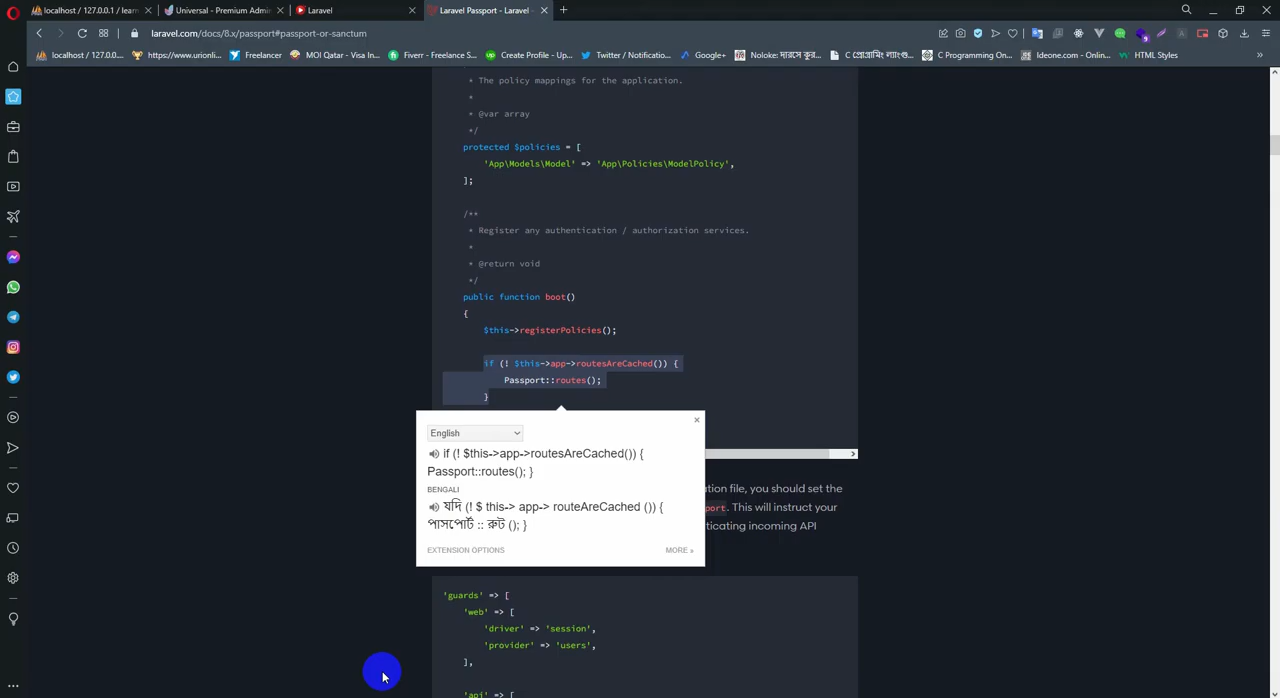 localhost / 127.0.0.1 / learn
Universal - Premium Admin
Laravel
Laravel Passport - Laravel -
laravel.com/docs/8.x/passport#passport-or-sanctum
localhost / 127.0.0....
https://www.urionli...
MOI Qatar - Visa In...
Freelancer
Fiverr - Freelance S...
Create Profile - Up...
Twitter / Notificatio...
Google+
Noloke: দারসে কুর...
C প্রোগ্রামিং ল্যাংগু...
C Programming On...
Ideone.com - Onlin...
HTML Styles
* The policy mappings for the application.
*
* @var array
*/
protected $policies = [
'App\Models\Model' => 'App\Policies\ModelPolicy',
];
/**
* Register any authentication / authorization services.
*
* @return void
*/
public function boot()
{
$this->registerPolicies();
if (! $this->app->routesAreCached()) {
Passport::routes();
}
English
if (! $this->app->routesAreCached()) {
Passport::routes(); }
BENGALI
যদি (! $ this-> app-> routeAreCached ()) {
পাসপোর্ট :: রুট (); }
EXTENSION OPTIONS
MORE »
ation file, you should set the
port. This will instruct your
ticating incoming API
'guards' => [
'web' => [
'driver' => 'session',
'provider' => 'users',
],
'api' => [